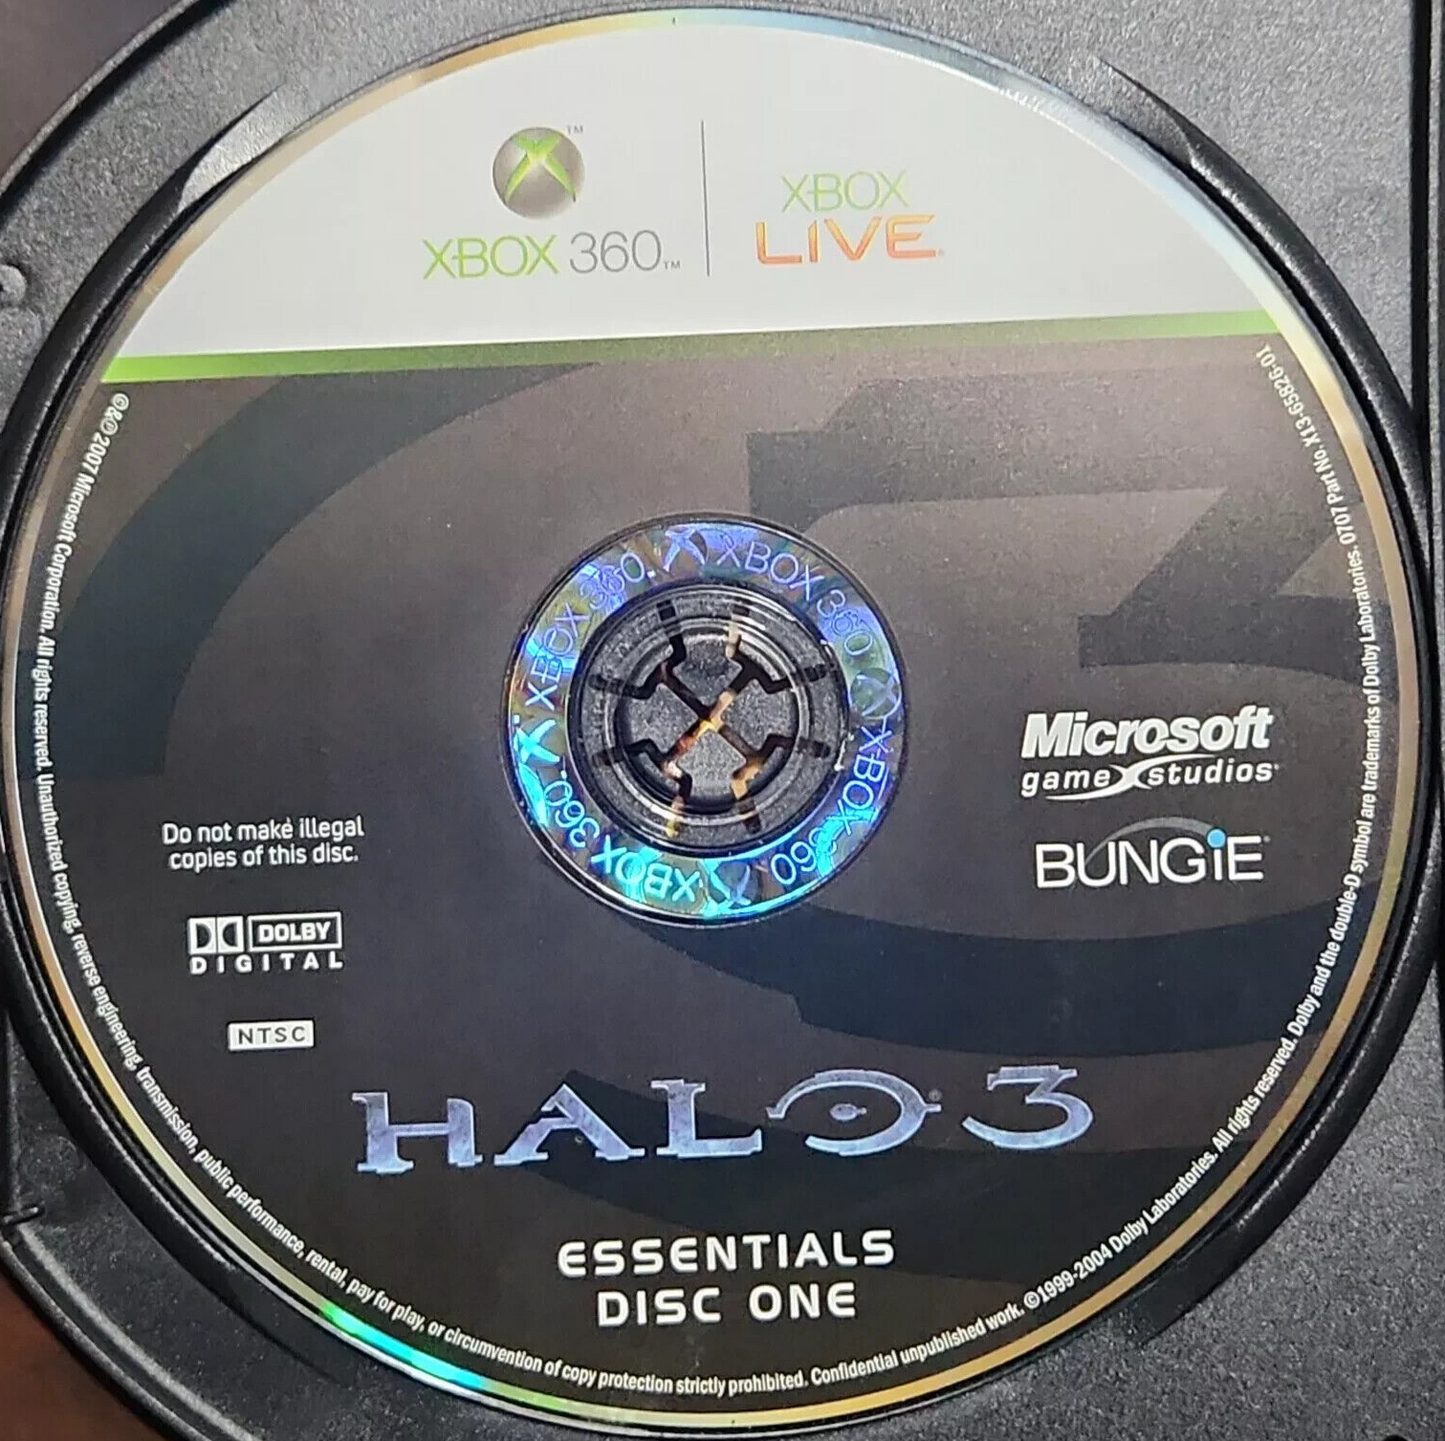 XBOX 360™
XBOX
LIVE®
℗&© 2007 Microsoft Corporation. All rights reserved. Unauthorized copying, reverse engineering, transmission, public performance, rental, pay for play, or circumvention of copy protection strictly prohibited. Confidential unpublished work. ©1999-2004 Dolby Laboratories. All rights reserved. Dolby and the double-D symbol are trademarks of Dolby Laboratories. 0707 Part No. X13-65826-01
XBOX 360
XBOX 360
XBOX 360
XBOX 360
XBOX 360
Microsoft
game studios
BUNGiE®
Do not make illegal
copies of this disc.
DOLBY
DIGITAL
NTSC
HALO® 3
ESSENTIALS
DISC ONE